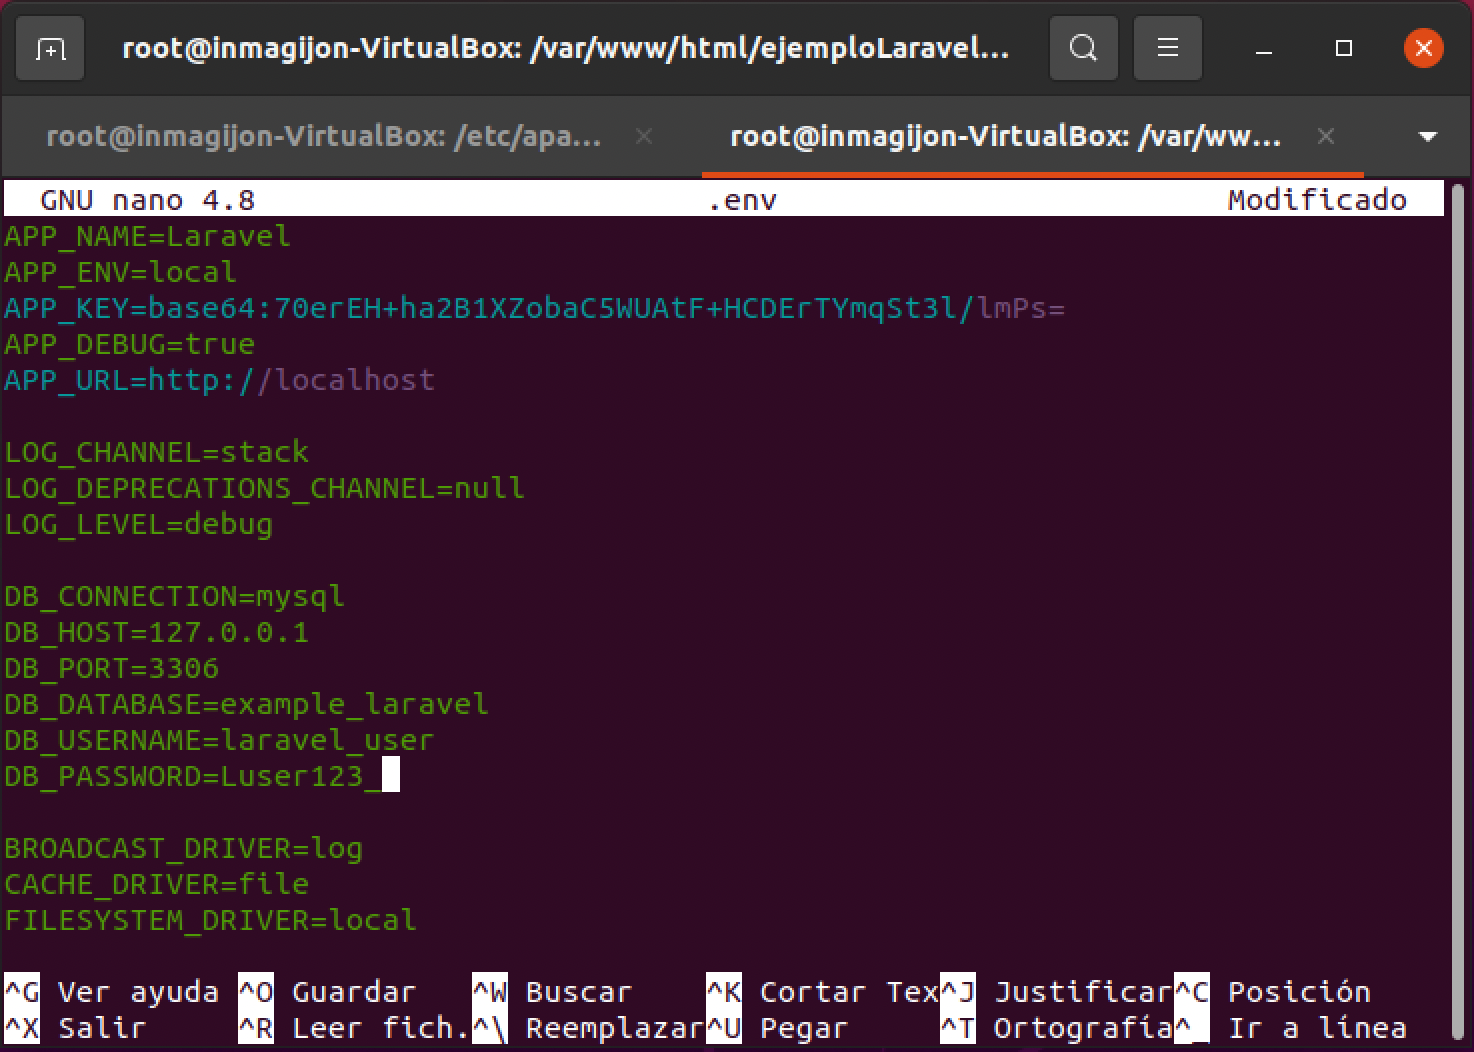 root@inmagijon-VirtualBox: /var/www/html/ejemploLaravel...
root@inmagijon-VirtualBox: /etc/apa... root@inmagijon-VirtualBox: /var/ww...
GNU nano 4.8 .env Modificado
APP_NAME=Laravel
APP_ENV=local
APP_KEY=base64:70erEH+ha2B1XZobaC5WUAtF+HCDErTYmqSt3l/lmPs=
APP_DEBUG=true
APP_URL=http://localhost
LOG_CHANNEL=stack
LOG_DEPRECATIONS_CHANNEL=null
LOG_LEVEL=debug
DB_CONNECTION=mysql
DB_HOST=127.0.0.1
DB_PORT=3306
DB_DATABASE=example_laravel
DB_USERNAME=laravel_user
DB_PASSWORD=Luser123_
BROADCAST_DRIVER=log
CACHE_DRIVER=file
FILESYSTEM_DRIVER=local
^G Ver ayuda ^O Guardar ^W Buscar ^K Cortar Tex^J Justificar^C Posición
^X Salir ^R Leer fich.^\ Reemplazar^U Pegar ^T Ortografía^_ Ir a línea